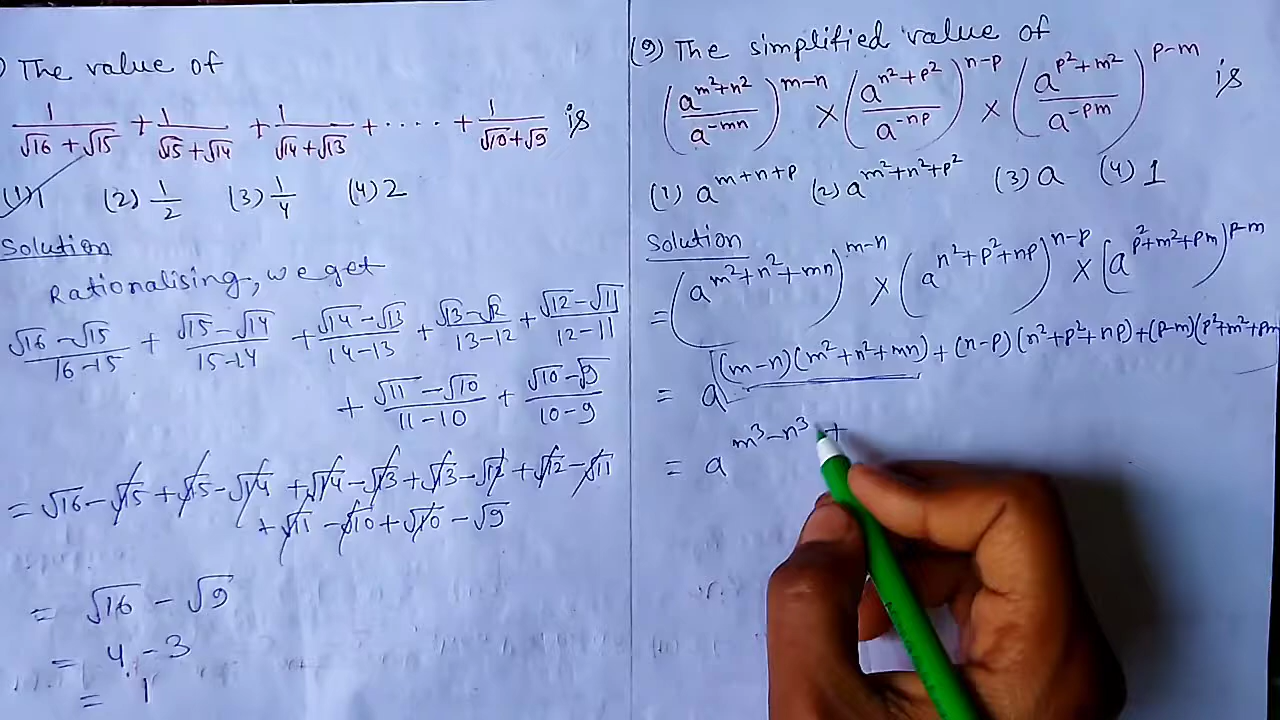 ) The value of
1/(√16 + √15) + 1/(√15 + √14) + 1/(√14 + √13) + ..... + 1/(√10 + √9) is
(1) 1 (2) 1/2 (3) 1/4 (4) 2
Solution
Rationalising, we get
(√16 - √15)/(16-15) + (√15 - √14)/(15-14) + (√14 - √13)/(14-13) + (√13 - √12)/(13-12) + (√12 - √11)/(12-11)
+ (√11 - √10)/(11-10) + (√10 - √9)/(10-9)
= √16 - √15 + √15 - √14 + √14 - √13 + √13 - √12 + √12 - √11
+ √11 - √10 + √10 - √9
= √16 - √9
= 4 - 3
= 1
(9) The simplified value of
(a^(m²+n²)/a^(-mn))^(m-n) × (a^(n²+p²)/a^(-np))^(n-p) × (a^(p²+m²)/a^(-pm))^(p-m) is
(1) a^(m+n+p) (2) a^(m²+n²+p²) (3) a (4) 1
Solution
= (a^(m²+n²+mn))^(m-n) × (a^(n²+p²+np))^(n-p) × (a^(p²+m²+pm))^(p-m)
= a^((m-n)(m²+n²+mn) + (n-p)(n²+p²+np) + (p-m)(p²+m²+pm
= a^(m³-n³ +